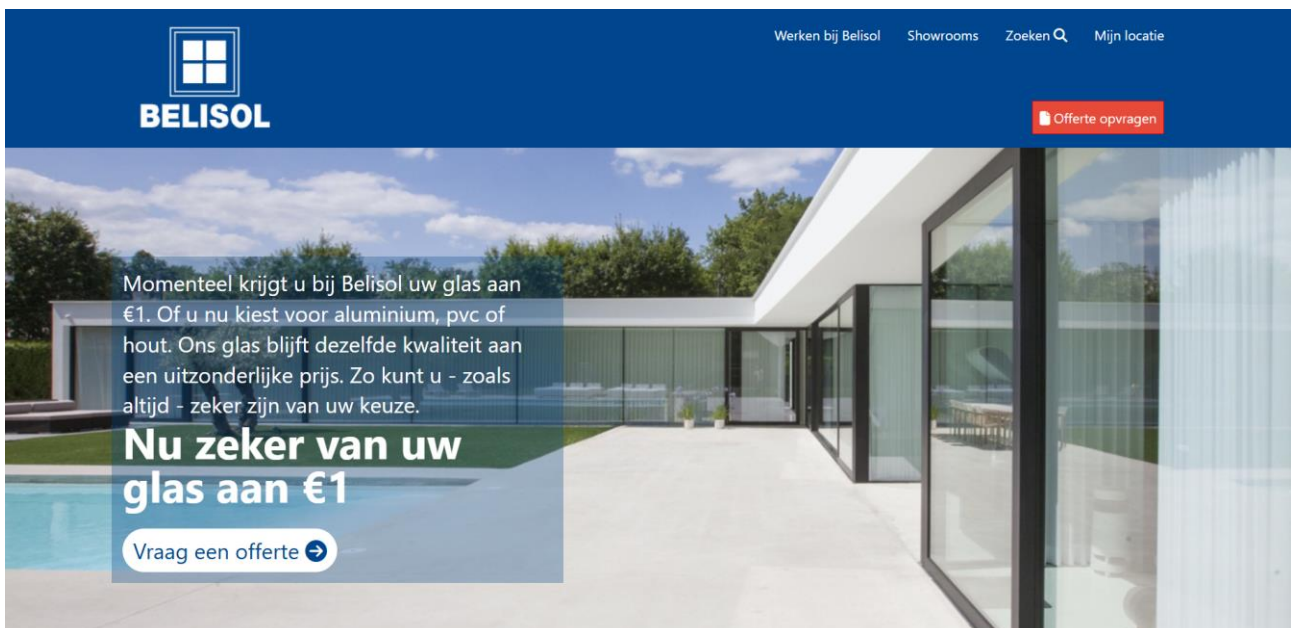 Werken bij Belisol
Showrooms
Zoeken
Mijn locatie
BELISOL
Offerte opvragen
Momenteel krijgt u bij Belisol uw glas aan
€1. Of u nu kiest voor aluminium, pvc of
hout. Ons glas blijft dezelfde kwaliteit aan
een uitzonderlijke prijs. Zo kunt u - zoals
altijd - zeker zijn van uw keuze.
Nu zeker van uw
glas aan €1
Vraag een offerte